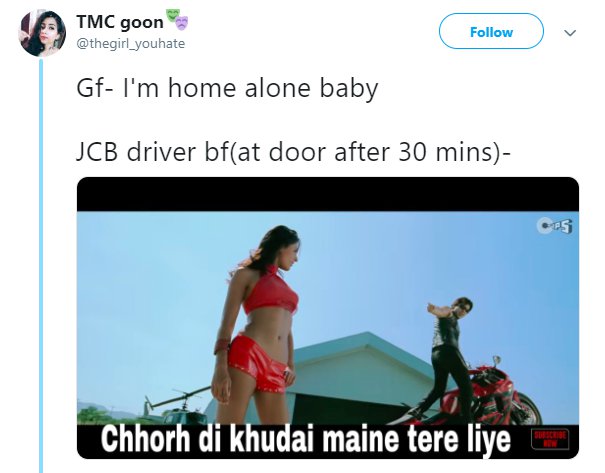 TMC goon
@thegirl_youhate
Follow
Gf- I'm home alone baby
JCB driver bf(at door after 30 mins)-
Tips
Chhorh di khudai maine tere liye
SUBSCRIBE
NOW